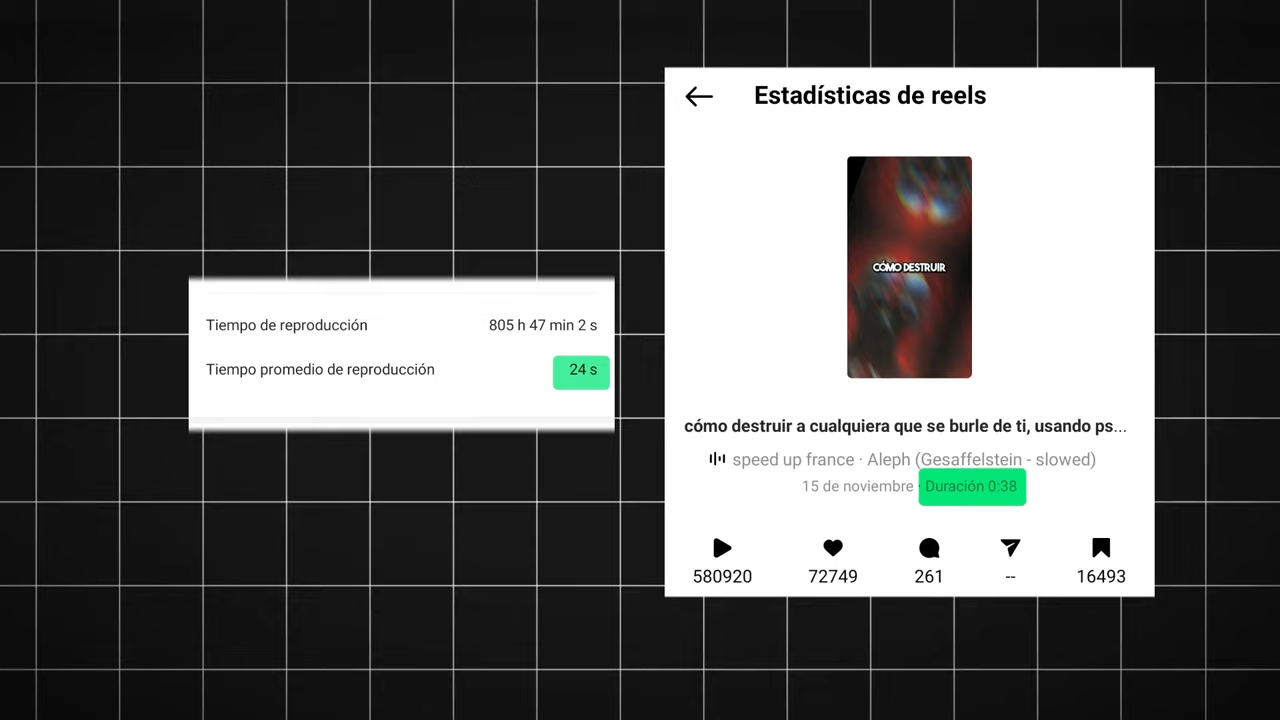 Tiempo de reproducción 805 h 47 min 2 s
Tiempo promedio de reproducción 24 s
Estadísticas de reels
CÓMO DESTRUIR
cómo destruir a cualquiera que se burle de ti, usando ps...
speed up france · Aleph (Gesaffelstein - slowed)
15 de noviembre · Duración 0:38
580920 72749 261 -- 16493